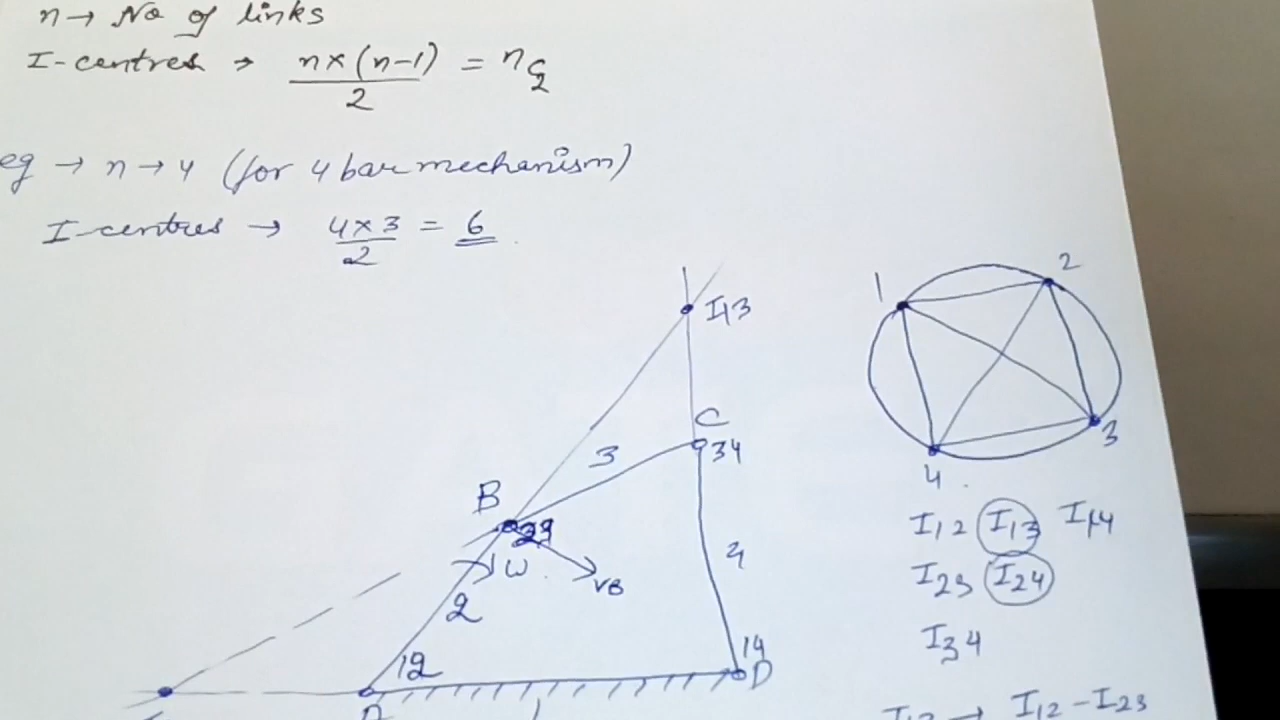 n → No of links
I-centres → n×(n-1)/2 = nC2
eg → n → 4 (for 4 bar mechanism)
I-centres → 4×3/2 = 6
I13
C
34
3
B
23
ω
VB
2
4
12
14
D
1
2
3
4
I12 I13 I14
I23 I24
I34
I12 - I23